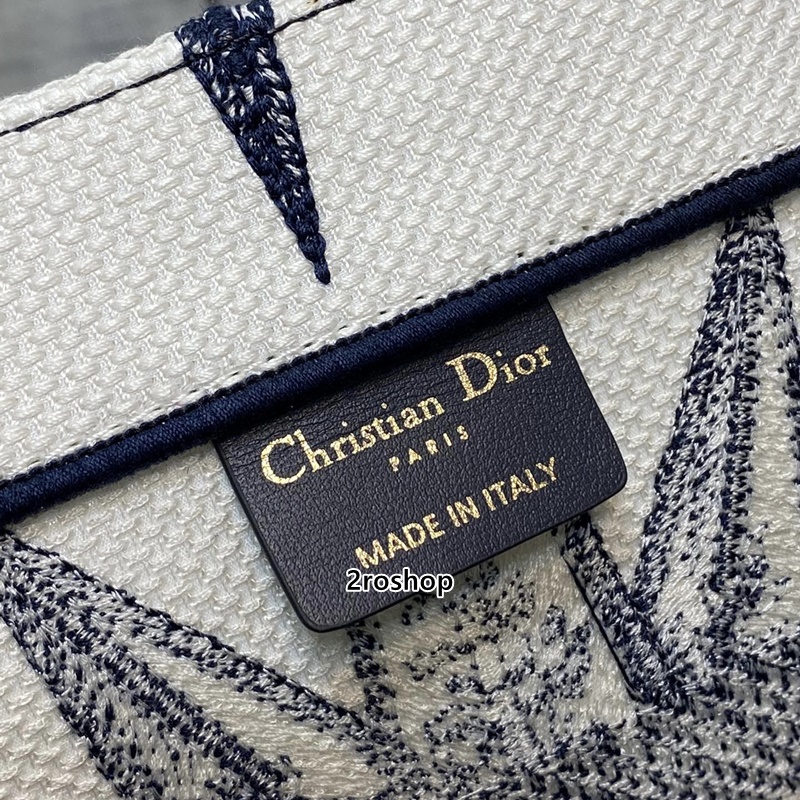 Christian Dior
PARIS
MADE IN ITALY
2roshop